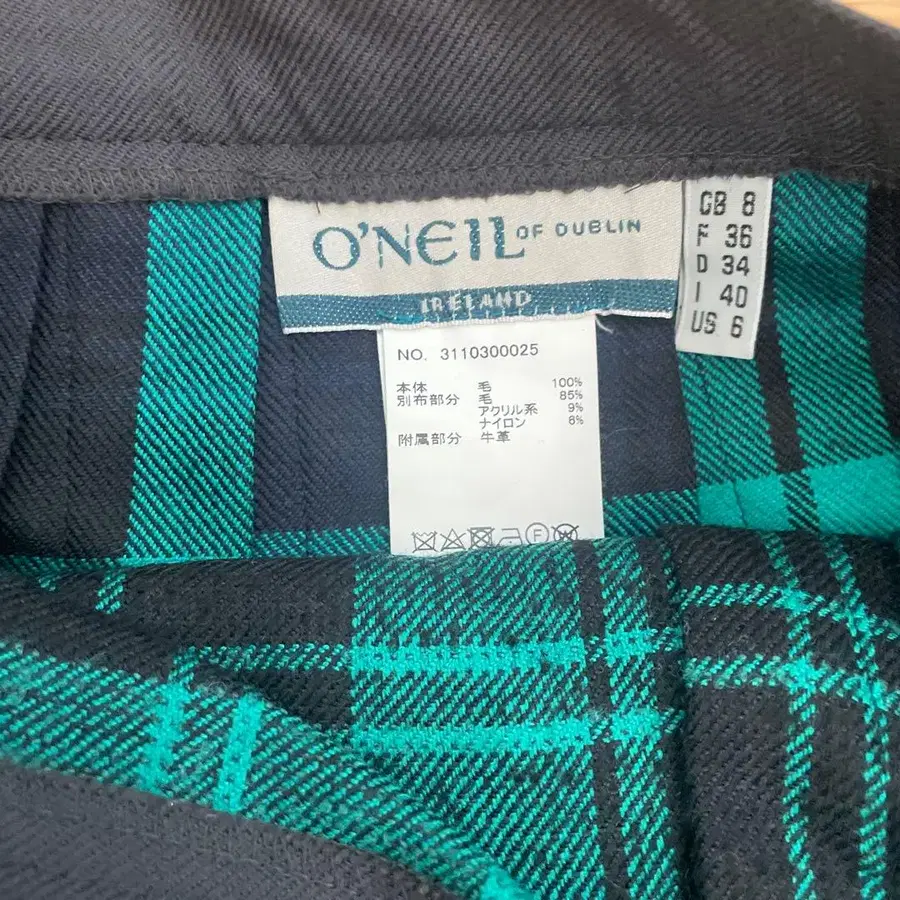 O'NEIL OF DUBLIN
IRELAND
GB 8
F 36
D 34
I 40
US 6
NO. 3110300025
本体 毛 100%
別布部分 毛 85%
アクリル系 9%
ナイロン 6%
附属部分 牛革